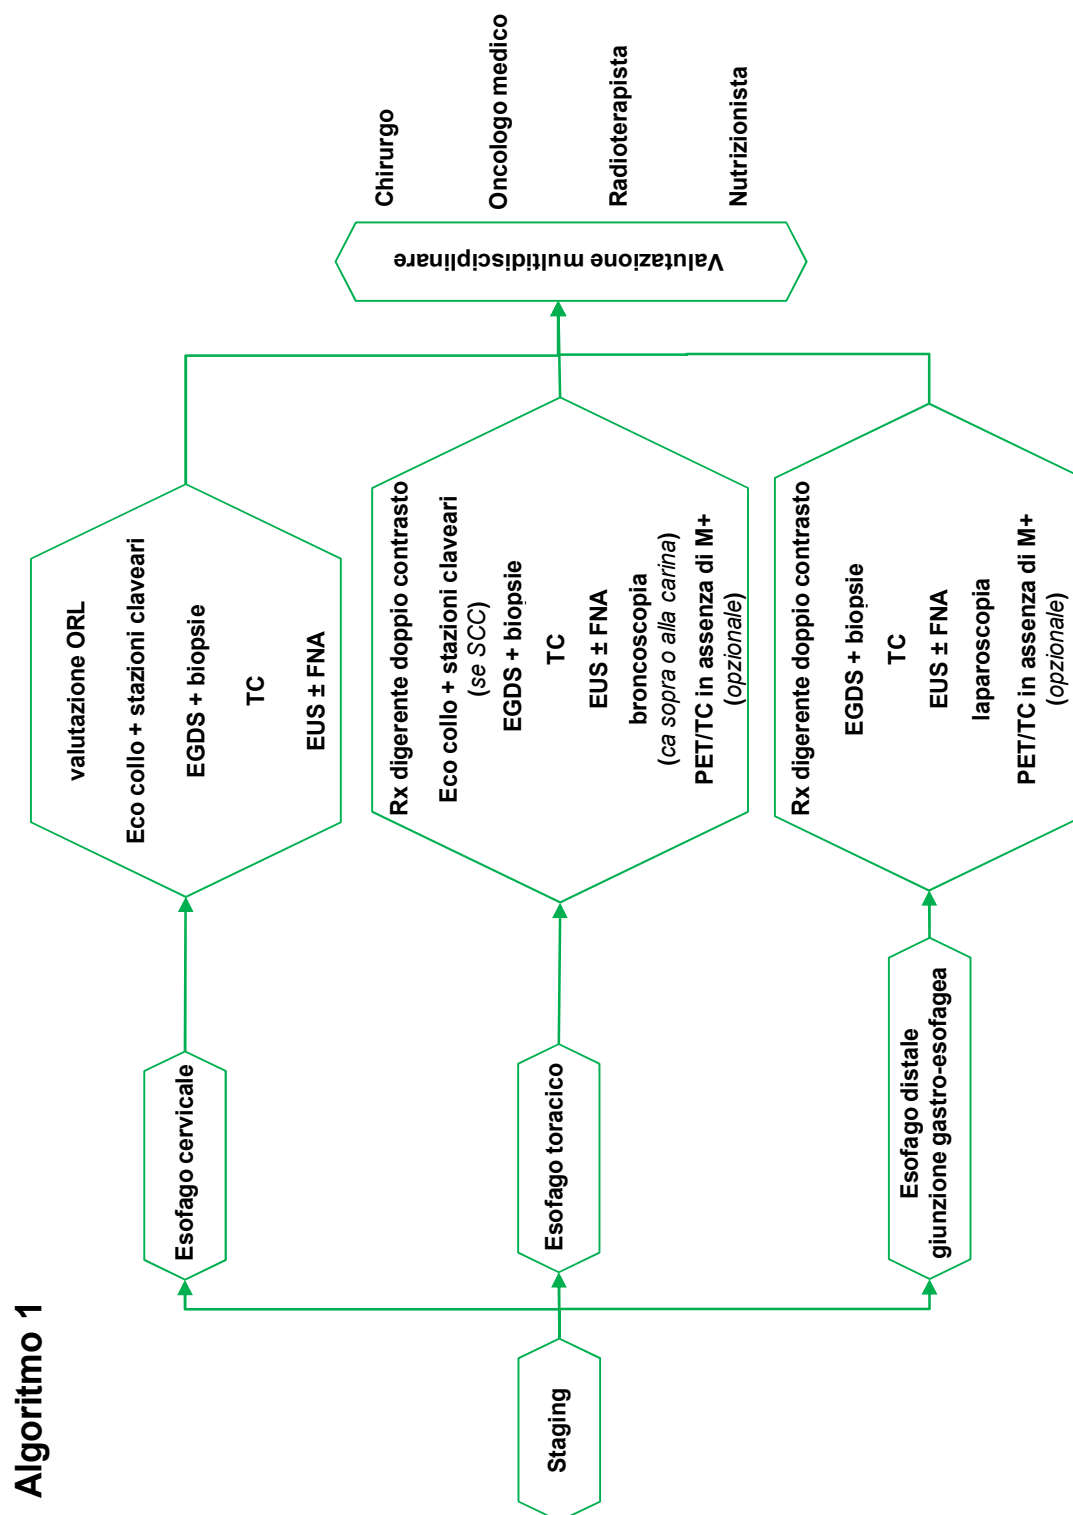 Algoritmo 1
Staging
Esofago cervicale
Esofago toracico
Esofago distale
giunzione gastro-esofagea
valutazione ORL
Eco collo + stazioni claveari
EGDS + biopsie
TC
EUS ± FNA
Rx digerente doppio contrasto
Eco collo + stazioni claveari
(se SCC)
EGDS + biopsie
TC
EUS ± FNA
broncoscopia
(ca sopra o alla carina)
PET/TC in assenza di M+
(opzionale)
Rx digerente doppio contrasto
EGDS + biopsie
TC
EUS ± FNA
laparoscopia
PET/TC in assenza di M+
(opzionale)
Valutazione multidisciplinare
Chirurgo
Oncologo medico
Radioterapista
Nutrizionista